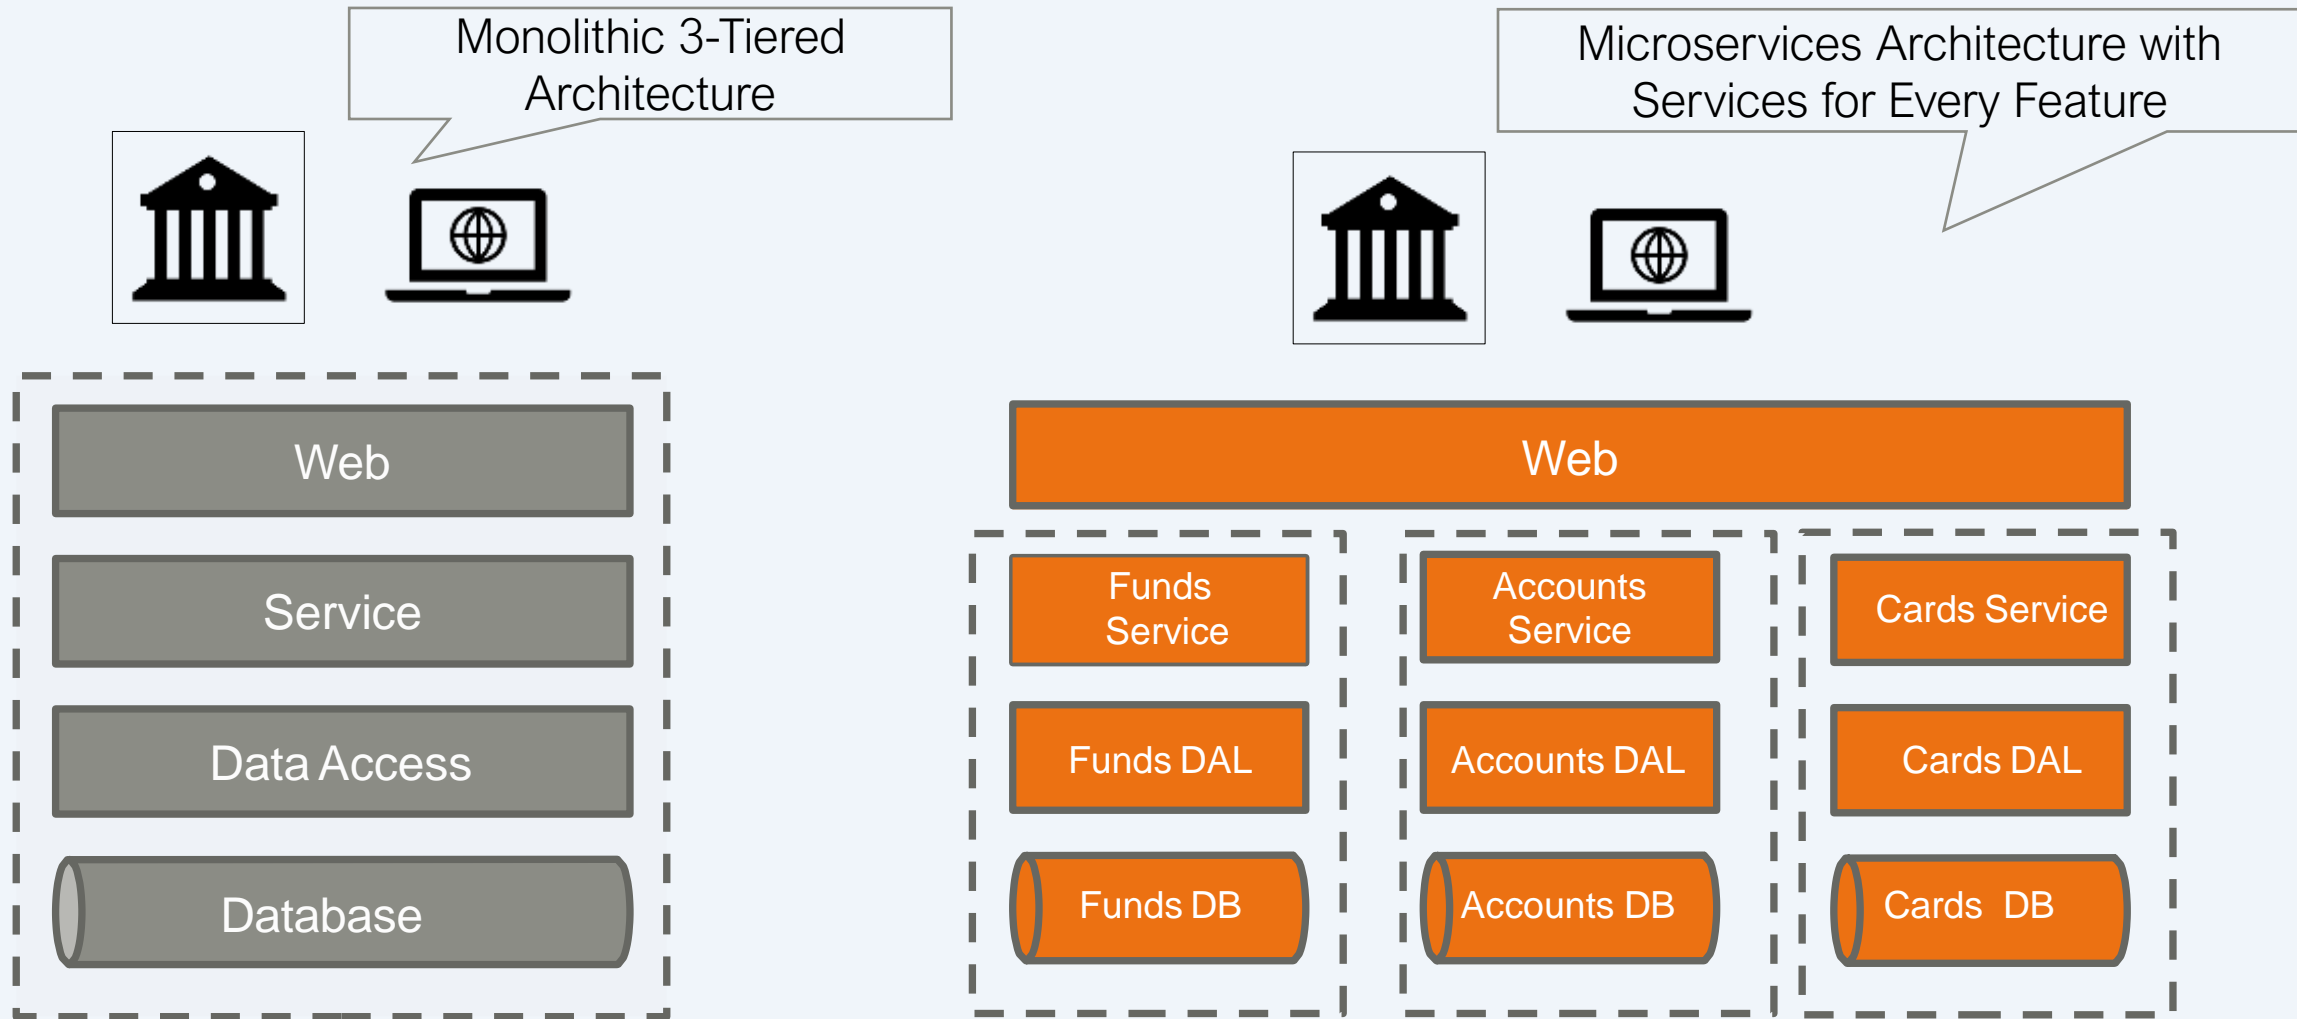 Monolithic 3-Tiered
Architecture
Web
Service
Data Access
Database
Microservices Architecture with
Services for Every Feature
Web
Funds
Service
Funds DAL
Funds DB
Accounts
Service
Accounts DAL
Accounts DB
Cards Service
Cards DAL
Cards DB